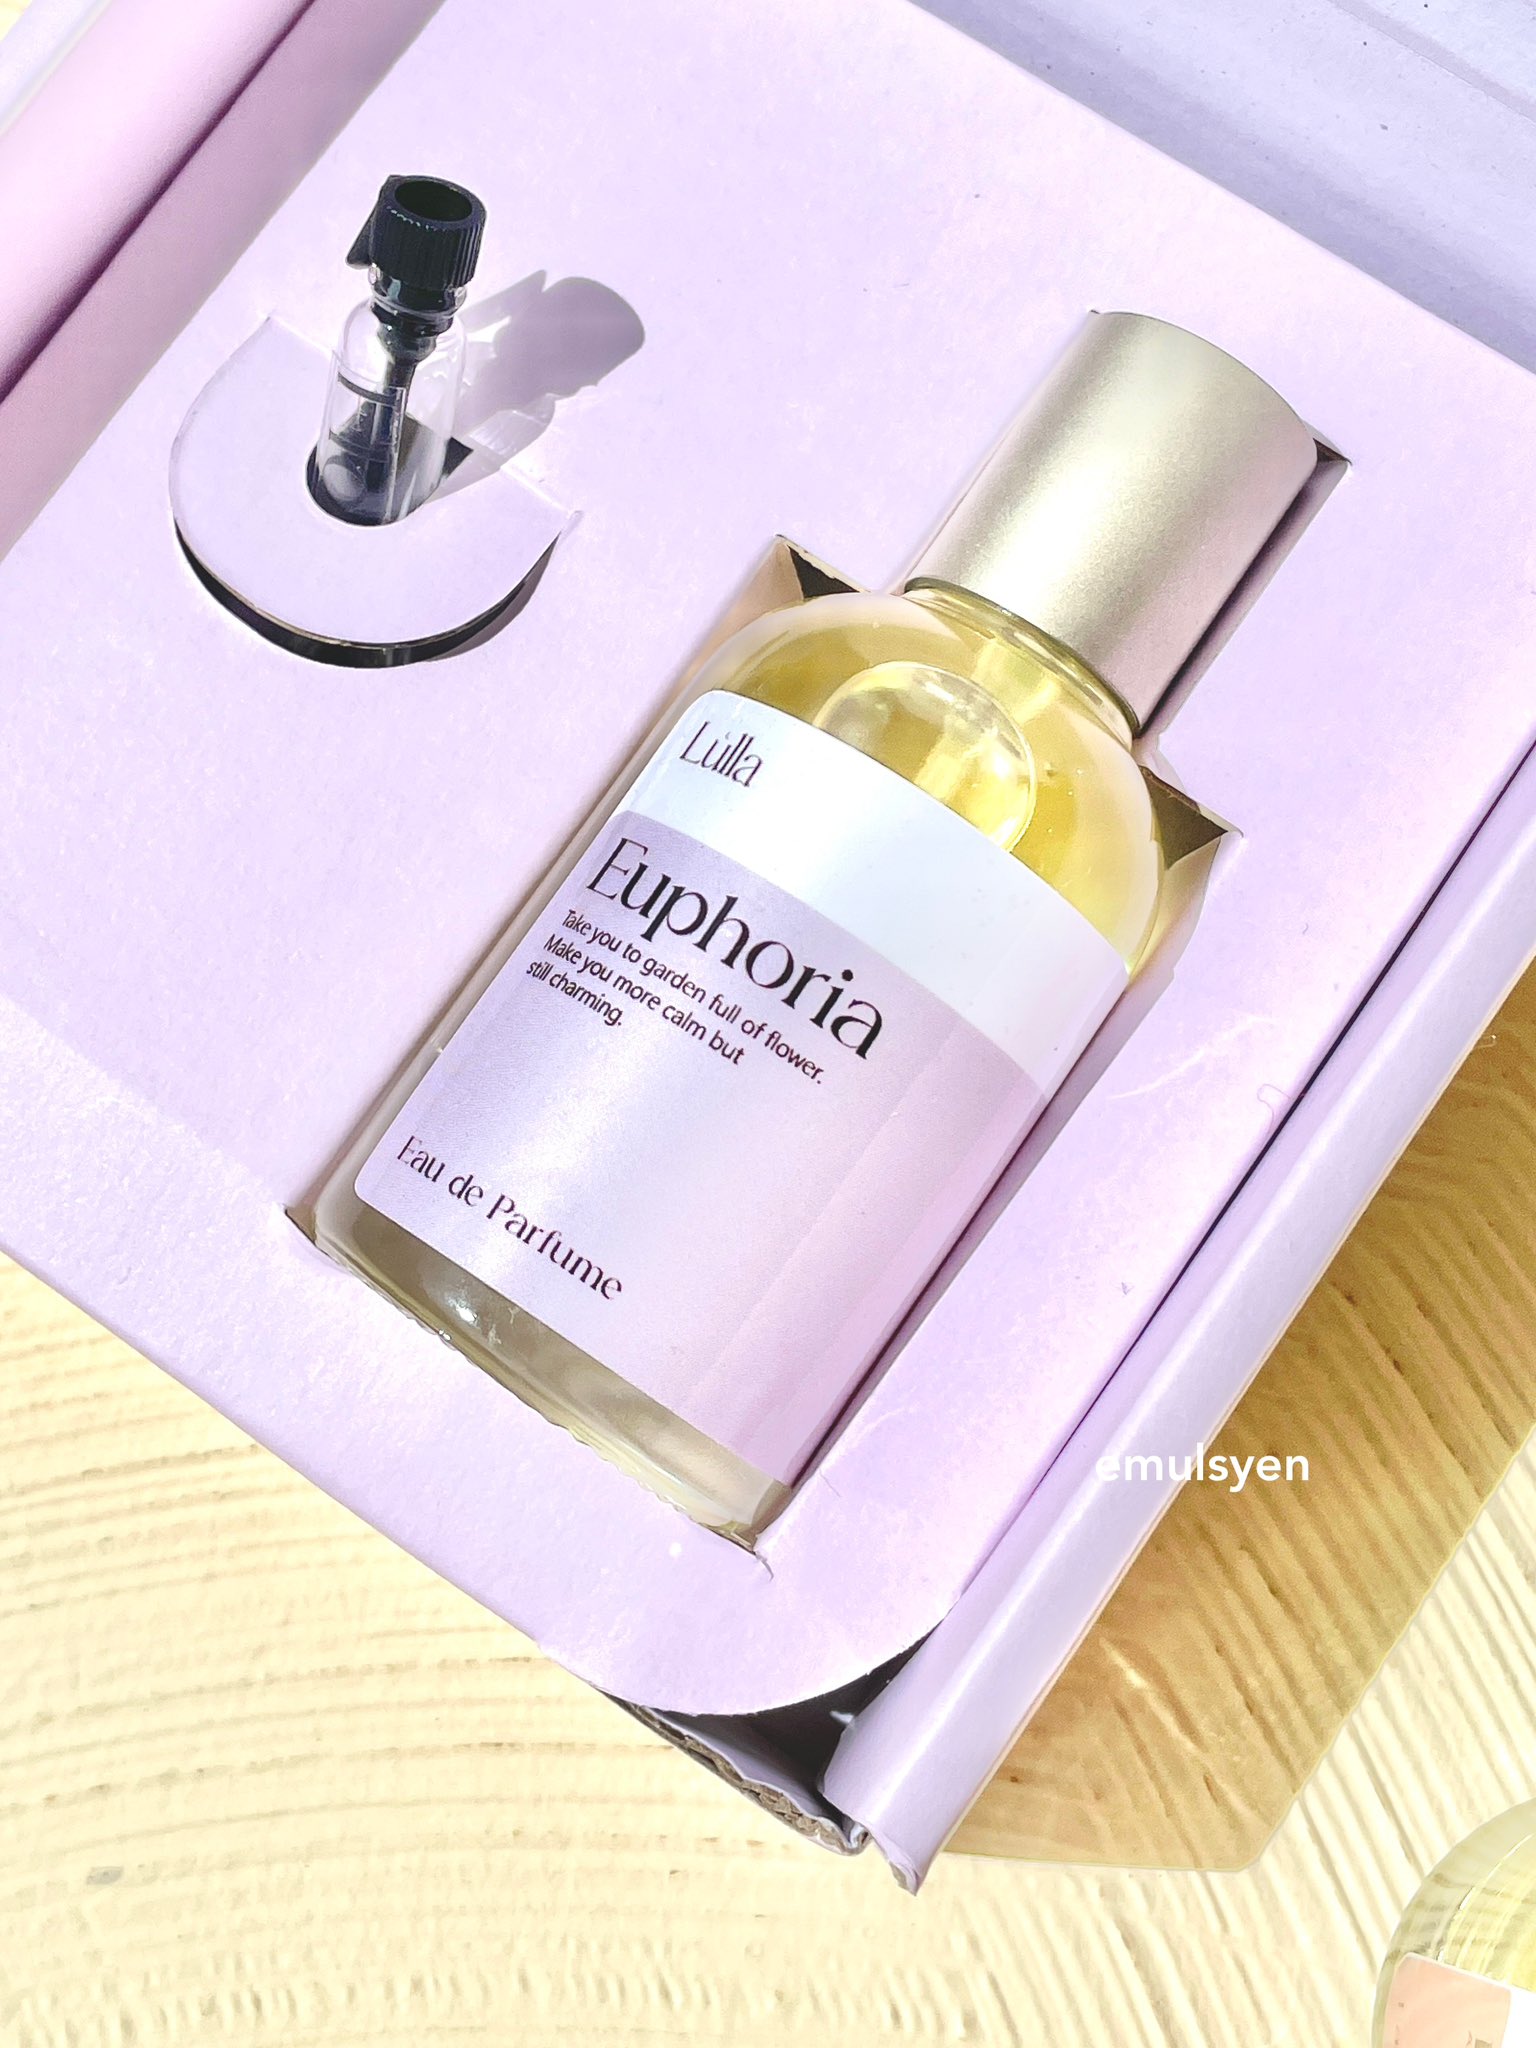 Lulla
Euphoria
Take you to garden full of flower.
Make you more calm but
still charming.
Eau de Parfume
emulsyen